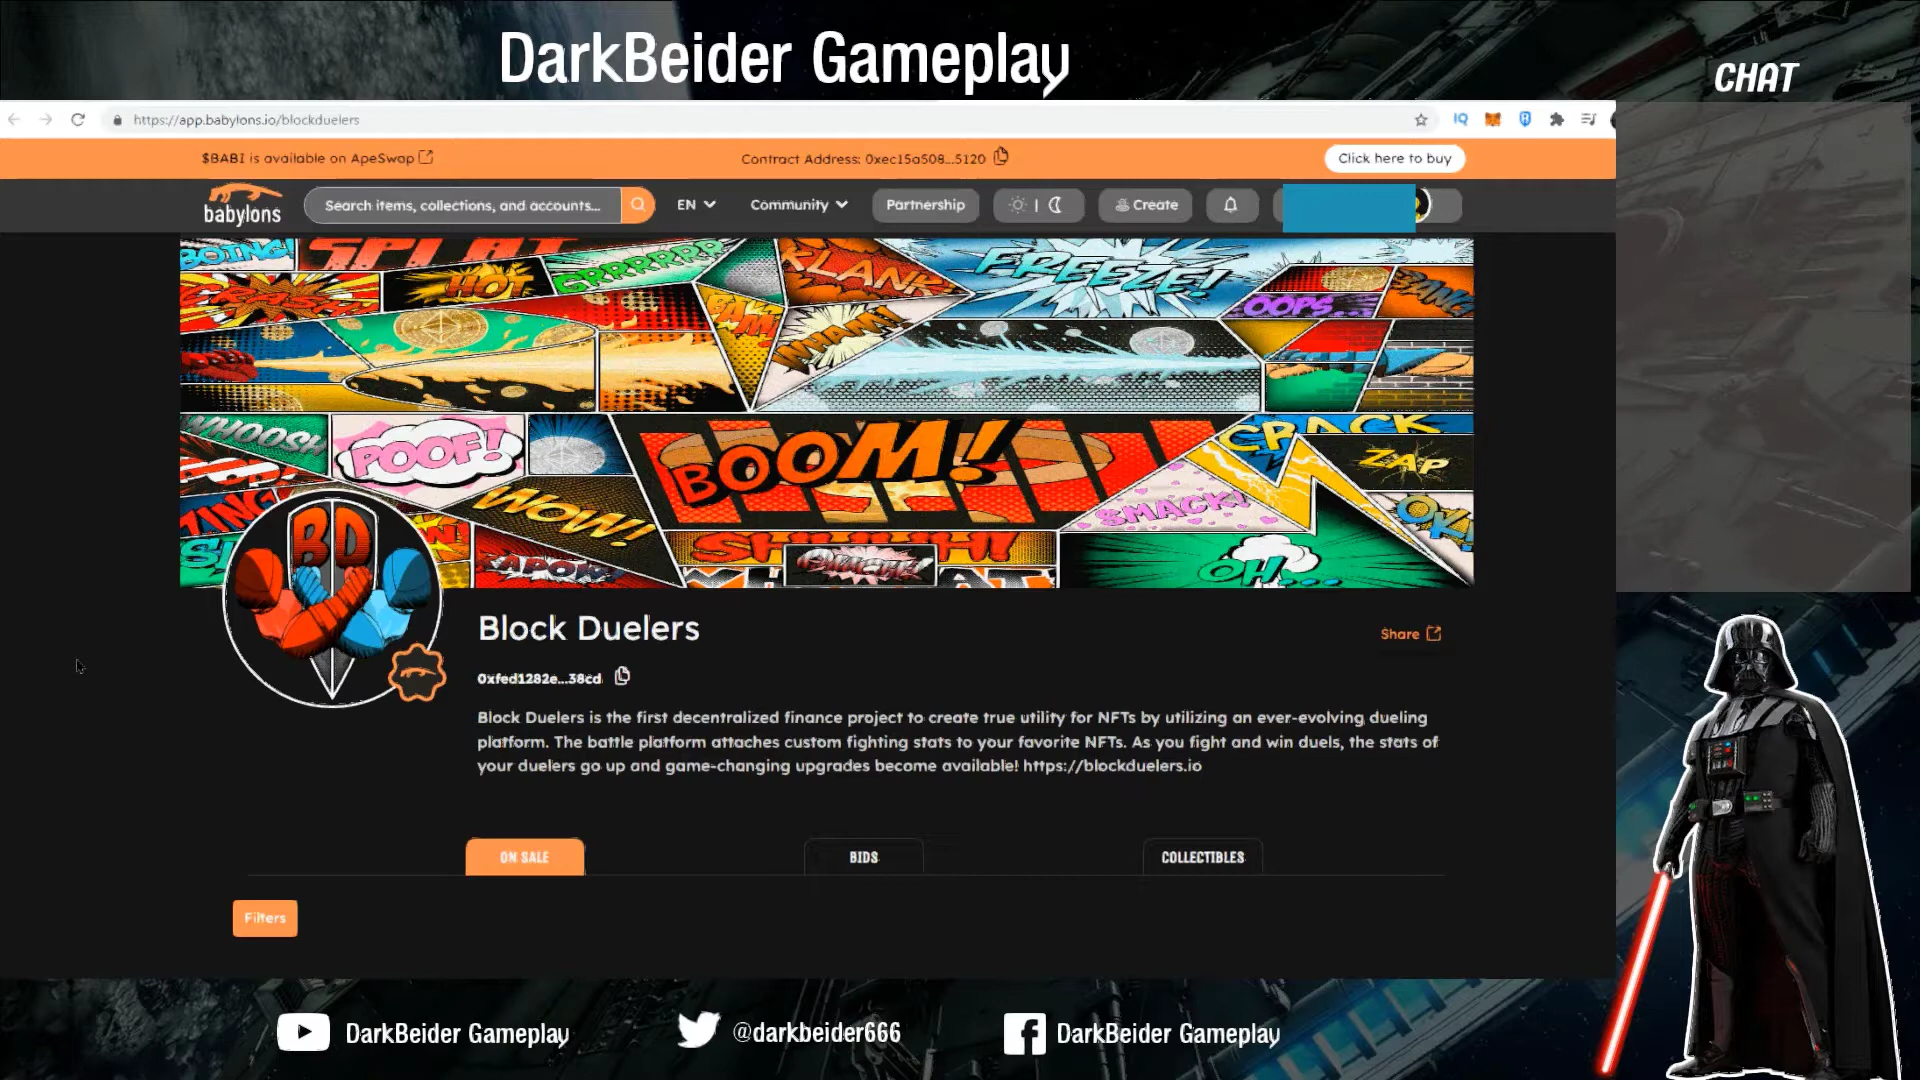 DarkBeider Gameplay
CHAT
https://app.babylons.io/blockduelers
IQ
$BABI is available on ApeSwap
Contract Address: 0xec15a508...5120
Click here to buy
babylons
Search items, collections, and accounts...
EN
Community
Partnership
Create
BOING!
SPLAT
HOT
GRRRRRRR
KLANK
FREEZE!
OOPS...
BANG
BAM!
WHAM!
WHOOSH
POOF!
POP!
ZING
WOW!
BOOM!
CRACK
ZAP
SMACK!
OK!
KAPOW
OH...
BD
Block Duelers
Share
0xfed1282e...38cd
Block Duelers is the first decentralized finance project to create true utility for NFTs by utilizing an ever-evolving dueling
platform. The battle platform attaches custom fighting stats to your favorite NFTs. As you fight and win duels, the stats of
your duelers go up and game-changing upgrades become available! https://blockduelers.io
ON SALE
BIDS
COLLECTIBLES
Filters
DarkBeider Gameplay
@darkbeider666
DarkBeider Gameplay